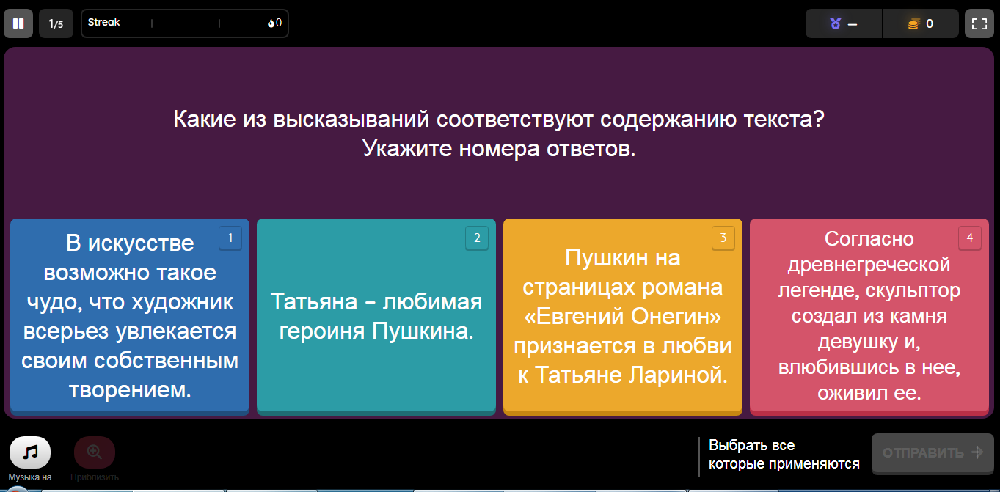 1/5
Streak
0
–
0
Какие из высказываний соответствуют содержанию текста?
Укажите номера ответов.
1
В искусстве
возможно такое
чудо, что художник
всерьез увлекается
своим собственным
творением.
2
Татьяна – любимая
героиня Пушкина.
3
Пушкин на
страницах романа
«Евгений Онегин»
признается в любви
к Татьяне Лариной.
4
Согласно
древнегреческой
легенде, скульптор
создал из камня
девушку и,
влюбившись в нее,
оживил ее.
Музыка на
Приблизить
Выбрать все
которые применяются
ОТПРАВИТЬ